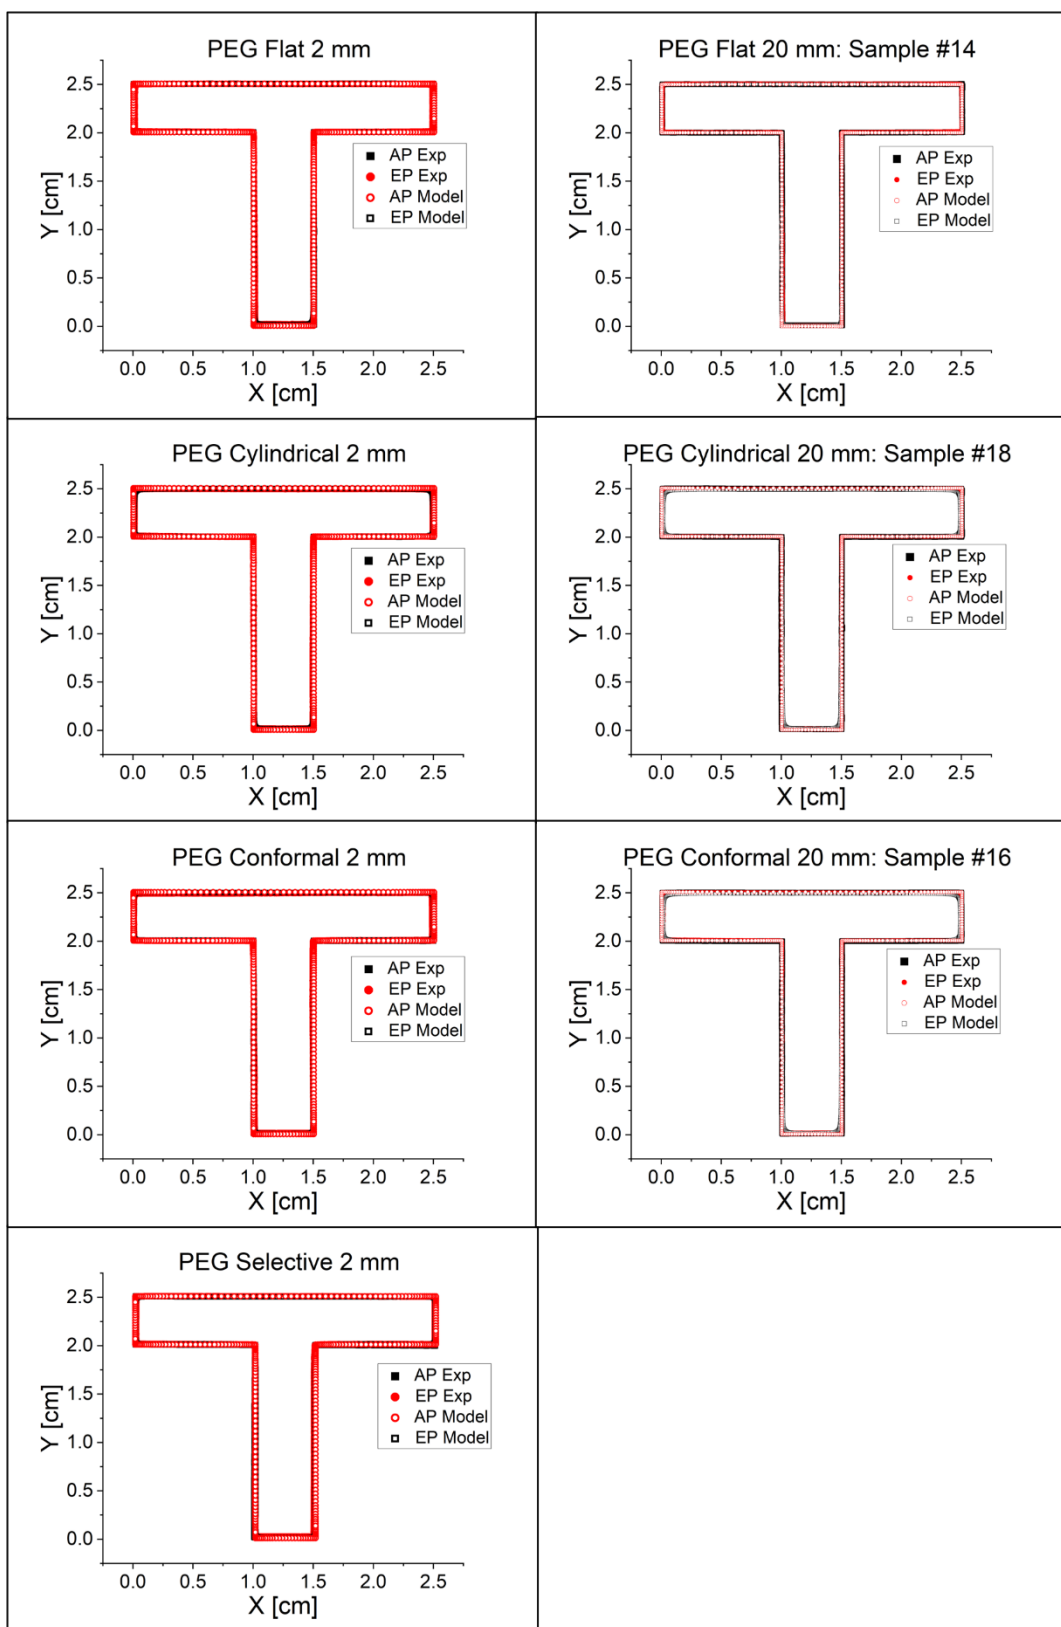 PEG Flat 2 mm
2.5
2.0
1.5
1.0
0.5
0.0
Y [cm]
AP Exp
EP Exp
AP Model
EP Model
0.0 0.5 1.0 1.5 2.0 2.5
X [cm]
PEG Flat 20 mm: Sample #14
2.5
2.0
1.5
1.0
0.5
0.0
Y [cm]
AP Exp
EP Exp
AP Model
EP Model
0.0 0.5 1.0 1.5 2.0 2.5
X [cm]
PEG Cylindrical 2 mm
2.5
2.0
1.5
1.0
0.5
0.0
Y [cm]
AP Exp
EP Exp
AP Model
EP Model
0.0 0.5 1.0 1.5 2.0 2.5
X [cm]
PEG Cylindrical 20 mm: Sample #18
2.5
2.0
1.5
1.0
0.5
0.0
Y [cm]
AP Exp
EP Exp
AP Model
EP Model
0.0 0.5 1.0 1.5 2.0 2.5
X [cm]
PEG Conformal 2 mm
2.5
2.0
1.5
1.0
0.5
0.0
Y [cm]
AP Exp
EP Exp
AP Model
EP Model
0.0 0.5 1.0 1.5 2.0 2.5
X [cm]
PEG Conformal 20 mm: Sample #16
2.5
2.0
1.5
1.0
0.5
0.0
Y [cm]
AP Exp
EP Exp
AP Model
EP Model
0.0 0.5 1.0 1.5 2.0 2.5
X [cm]
PEG Selective 2 mm
2.5
2.0
1.5
1.0
0.5
0.0
Y [cm]
AP Exp
EP Exp
AP Model
EP Model
0.0 0.5 1.0 1.5 2.0 2.5
X [cm]